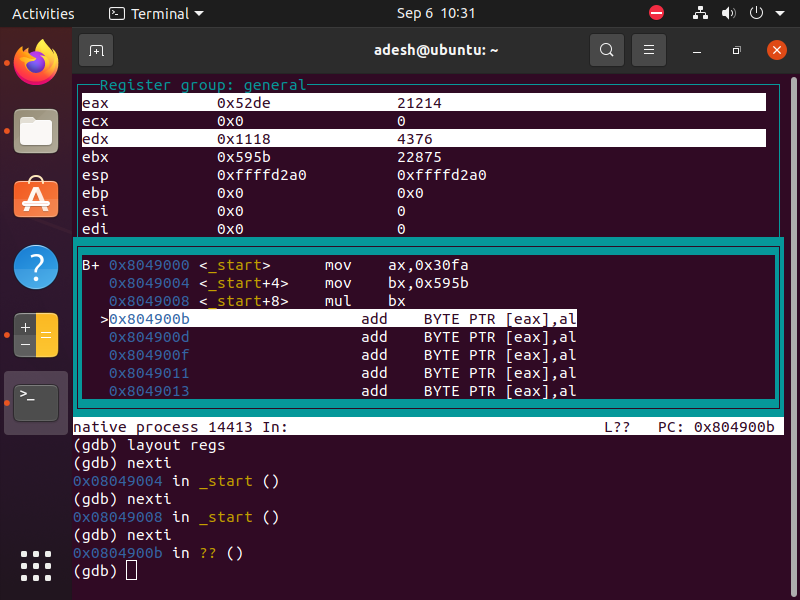 Activities Terminal Sep 6 10:31
adesh@ubuntu: ~
Register group: general
eax 0x52de 21214
ecx 0x0 0
edx 0x1118 4376
ebx 0x595b 22875
esp 0xffffd2a0 0xffffd2a0
ebp 0x0 0x0
esi 0x0 0
edi 0x0 0
B+ 0x8049000 <_start> mov ax,0x30fa
0x8049004 <_start+4> mov bx,0x595b
0x8049008 <_start+8> mul bx
>0x804900b add BYTE PTR [eax],al
0x804900d add BYTE PTR [eax],al
0x804900f add BYTE PTR [eax],al
0x8049011 add BYTE PTR [eax],al
0x8049013 add BYTE PTR [eax],al
native process 14413 In: L?? PC: 0x804900b
(gdb) layout regs
(gdb) nexti
0x08049004 in _start ()
(gdb) nexti
0x08049008 in _start ()
(gdb) nexti
0x0804900b in ?? ()
(gdb)